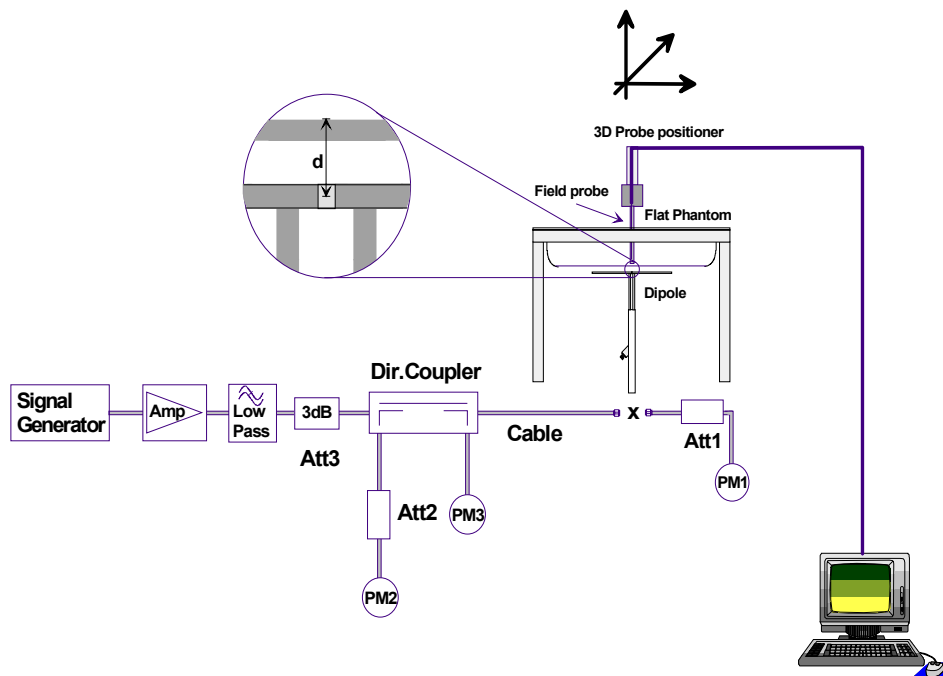 3D Probe positioner
d
Field probe
Flat Phantom
Dipole
Dir.Coupler
Signal
Generator
Amp
Low
Pass
3dB
Att3
Cable
x
Att1
PM1
Att2
PM3
PM2